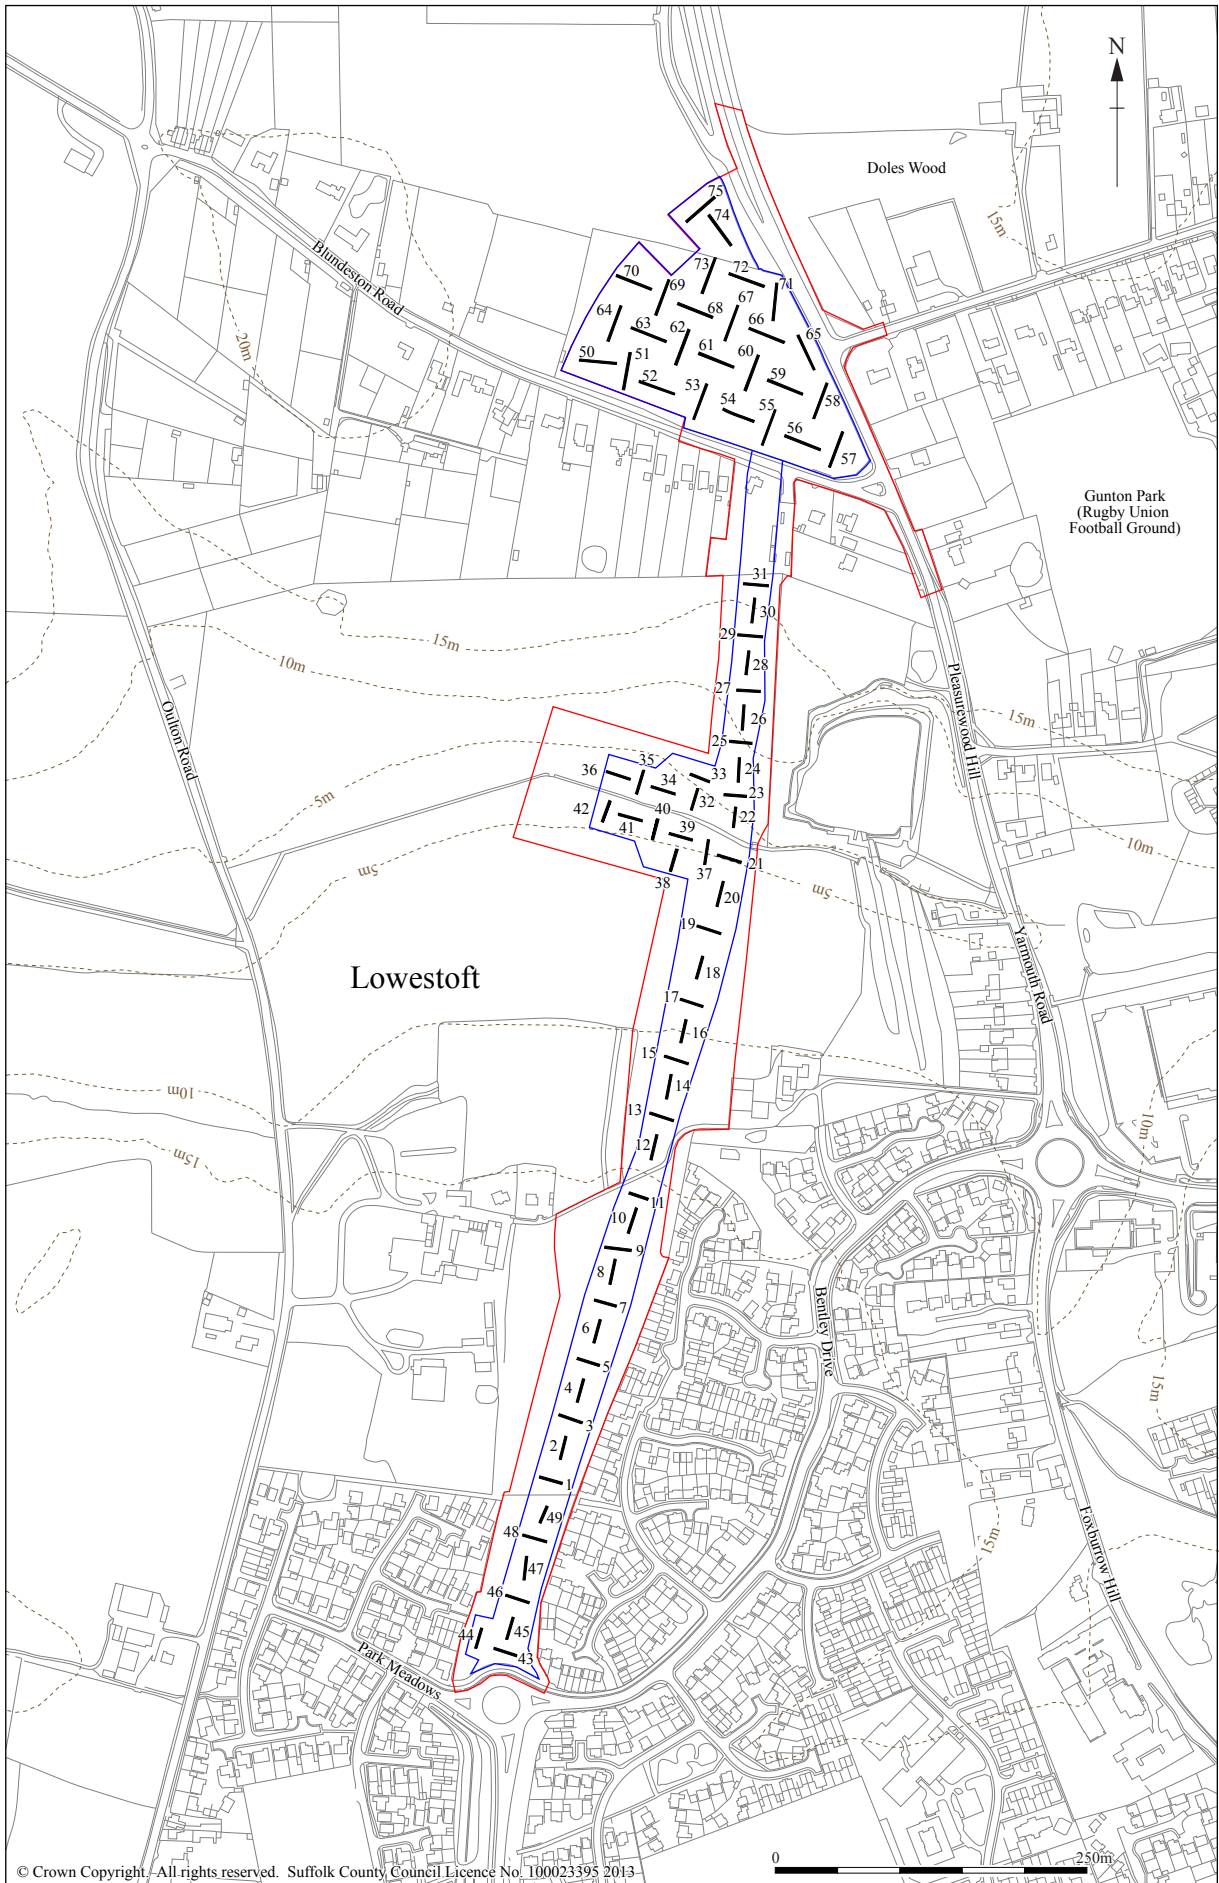 N
Doles Wood
15m
75
74
73
72
71
70
69
68
67
66
65
64
63
62
61
60
59
58
50
51
52
53
54
55
56
57
Blundeston Road
20m
Gunton Park
(Rugby Union
Football Ground)
31
30
29
28
27
26
25
24
23
22
21
20
15m
10m
Pleasurewood Hill
15m
Oulton Road
36
35
34
33
32
42
41
40
39
38
37
5m
5m
5m
10m
19
18
17
16
15
14
13
12
Lowestoft
Yarmouth Road
10m
15m
10m
11
10
9
8
7
6
5
4
3
2
1
Bentley Drive
15m
49
48
47
46
45
44
43
15m
Foxburrow Hill
Park Meadows
© Crown Copyright. All rights reserved. Suffolk County Council Licence No. 100023395 2013
0 250m